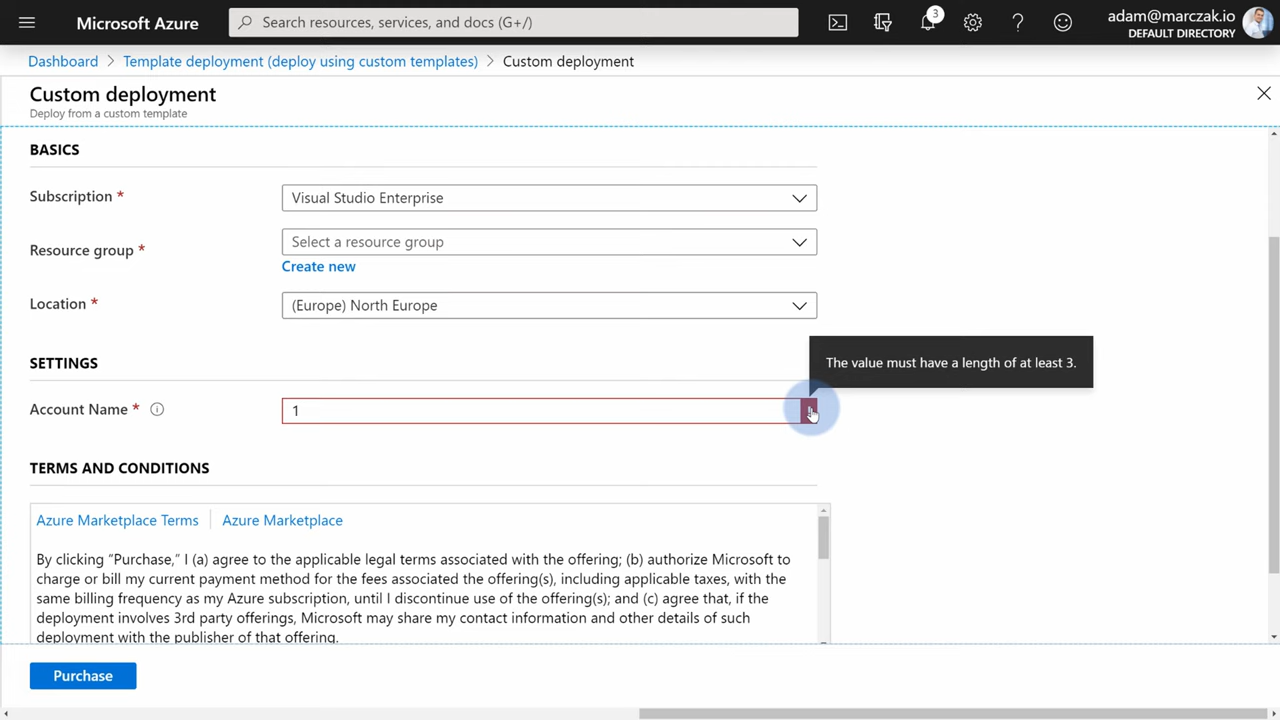 Microsoft Azure
Search resources, services, and docs (G+/)
3
adam@marczak.io
DEFAULT DIRECTORY
Dashboard > Template deployment (deploy using custom templates) > Custom deployment
Custom deployment
Deploy from a custom template
BASICS
Subscription *
Visual Studio Enterprise
Resource group *
Select a resource group
Create new
Location *
(Europe) North Europe
SETTINGS
The value must have a length of at least 3.
Account Name *
1
TERMS AND CONDITIONS
Azure Marketplace Terms | Azure Marketplace
By clicking “Purchase,” I (a) agree to the applicable legal terms associated with the offering; (b) authorize Microsoft to
charge or bill my current payment method for the fees associated the offering(s), including applicable taxes, with the
same billing frequency as my Azure subscription, until I discontinue use of the offering(s); and (c) agree that, if the
deployment involves 3rd party offerings, Microsoft may share my contact information and other details of such
deployment with the publisher of that offering.
Purchase